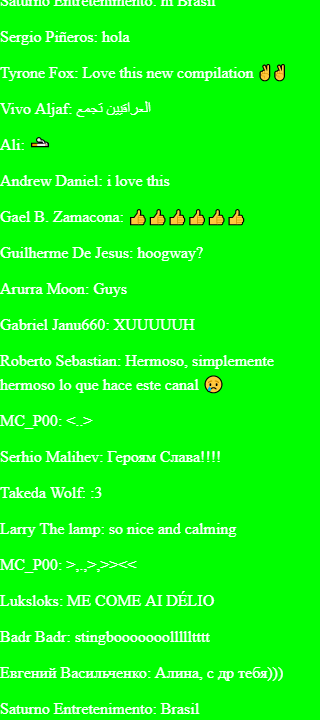 Saturno Entretenimento: hi Brasil
Sergio Piñeros: hola
Tyrone Fox: Love this new compilation ✌✌
Vivo Aljaf: العراقيين تجمع
Ali:
Andrew Daniel: i love this
Gael B. Zamacona: 👍👍👍👍👍👍
Guilherme De Jesus: hoogway?
Arurra Moon: Guys
Gabriel Janu660: XUUUUUH
Roberto Sebastian: Hermoso, simplemente
hermoso lo que hace este canal 😥
MC_P00: <..>
Serhio Malihev: Героям Слава!!!!
Takeda Wolf: :3
Larry The lamp: so nice and calming
MC_P00: >,.,>,>><<
Luksloks: ME COME AI DÉLIO
Badr Badr: stingbooooooolllllltttt
Евгений Васильченко: Алина, с др тебя)))
Saturno Entretenimento: Brasil